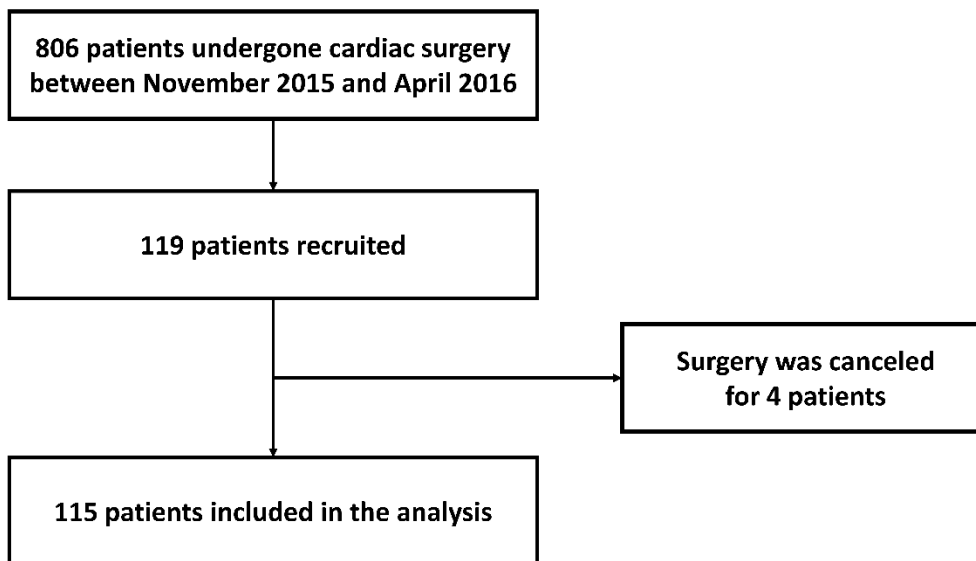 806 patients undergone cardiac surgery
between November 2015 and April 2016
119 patients recruited
Surgery was canceled
for 4 patients
115 patients included in the analysis